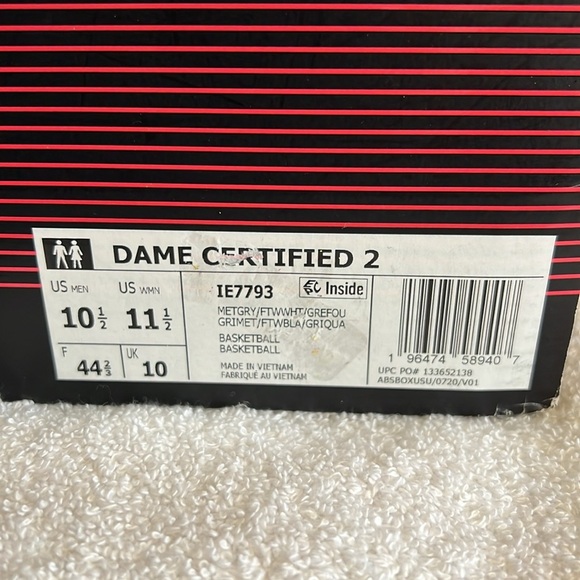 DAME CERTIFIED 2
US MEN US WMN
10 1/2 11 1/2
F UK
44 2/3 10
IE7793
Inside
METGRY/FTWWHT/GREFOU
GRIMET/FTWBLA/GRIQUA
BASKETBALL
BASKETBALL
MADE IN VIETNAM
FABRIQUÉ AU VIETNAM
1 96474 58940 7
UPC PO# 133652138
ABSBOXUSU/0720/V01